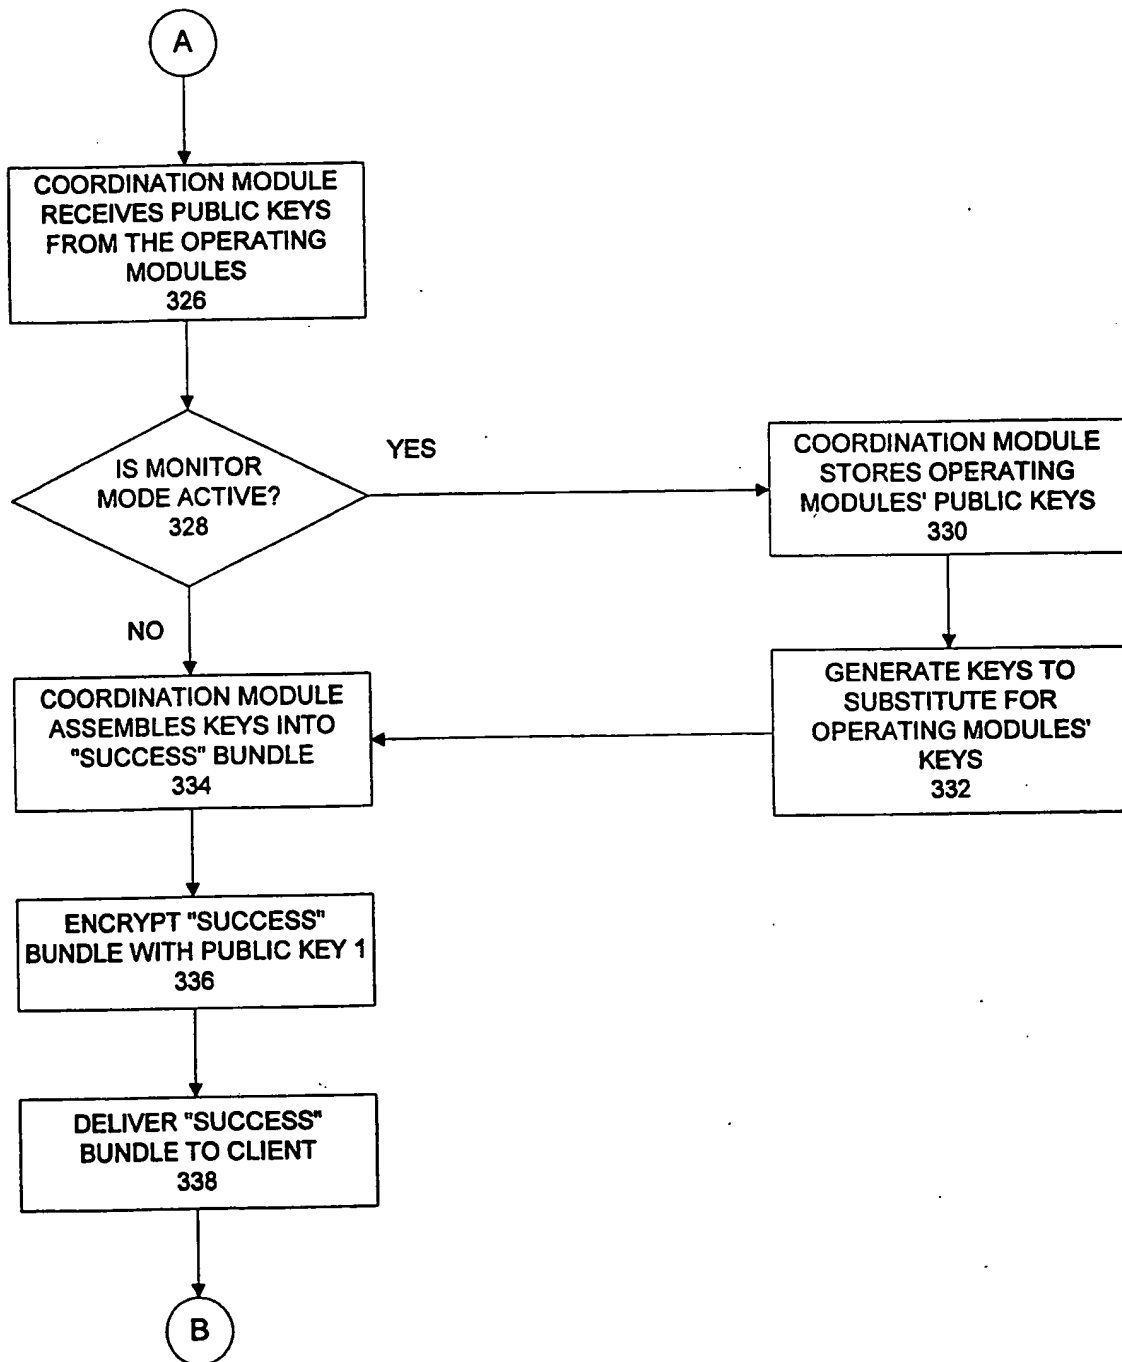 A
COORDINATION MODULE
RECEIVES PUBLIC KEYS
FROM THE OPERATING
MODULES
326
IS MONITOR
MODE ACTIVE?
328
YES
COORDINATION MODULE
STORES OPERATING
MODULES' PUBLIC KEYS
330
NO
GENERATE KEYS TO
SUBSTITUTE FOR
OPERATING MODULES'
KEYS
332
COORDINATION MODULE
ASSEMBLES KEYS INTO
"SUCCESS" BUNDLE
334
ENCRYPT "SUCCESS"
BUNDLE WITH PUBLIC KEY 1
336
DELIVER "SUCCESS"
BUNDLE TO CLIENT
338
B